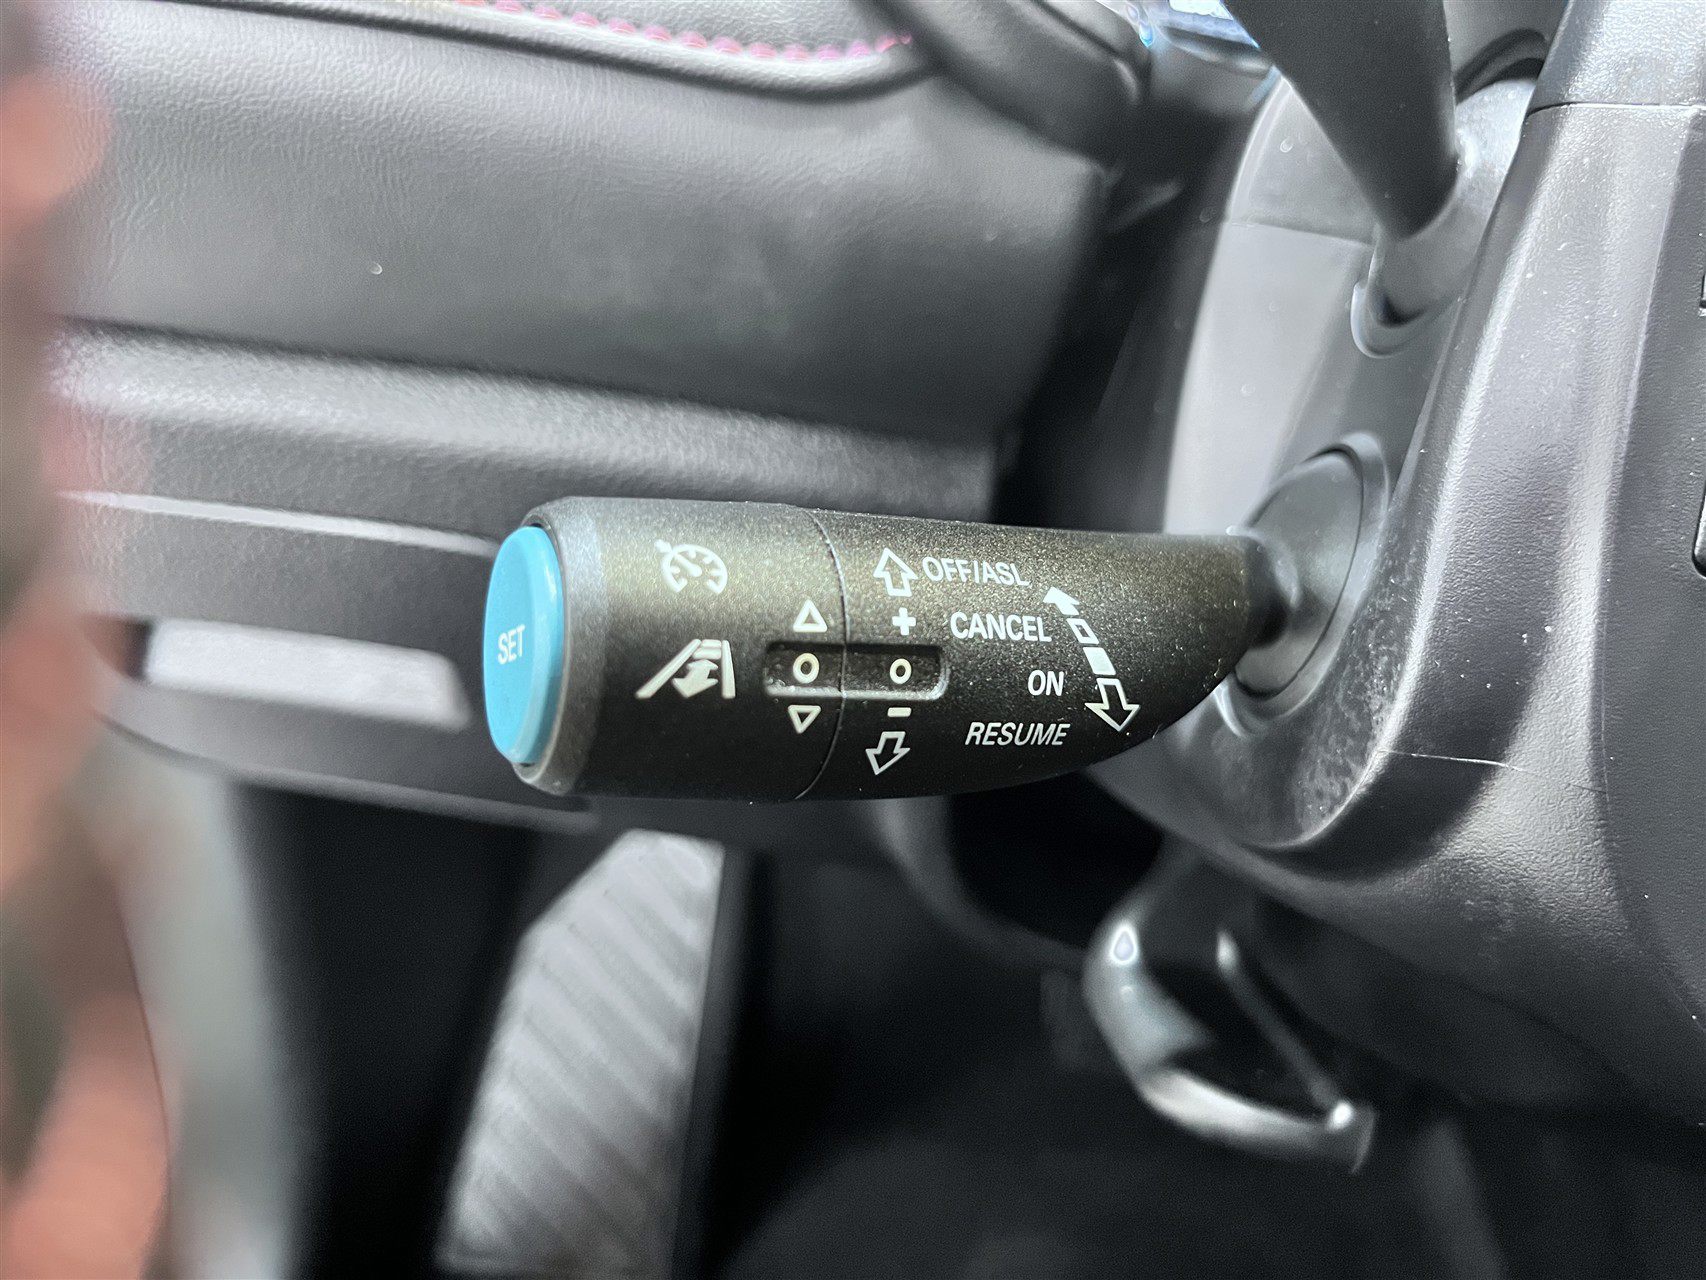 SET
OFF/ASL
+
CANCEL
ON
-
RESUME